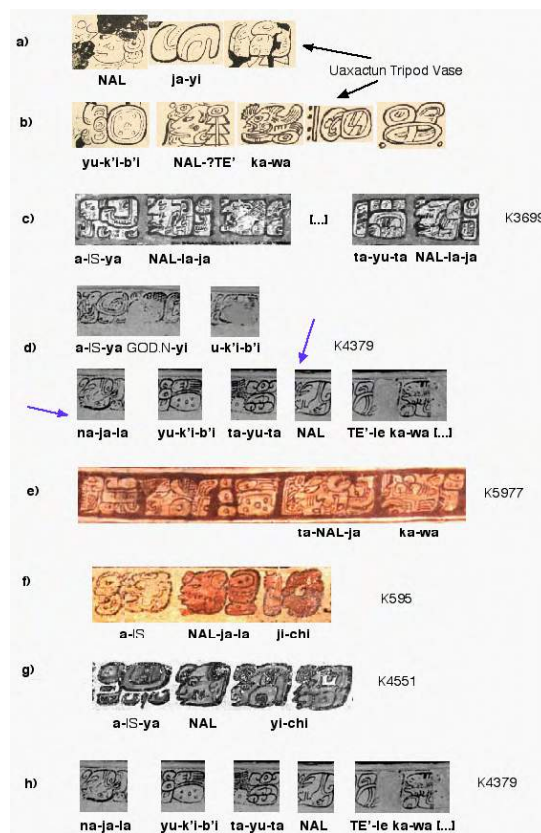 a)
NAL ja-yi
Uaxactun Tripod Vase
b)
yu-k'i-b'i NAL-?TE' ka-wa
c)
[...]
K3699
a-IS-ya NAL-la-ja ta-yu-ta NAL-la-ja
a-IS-ya GOD.N-yi u-k'i-b'i
d)
K4379
na-ja-la yu-k'i-b'i ta-yu-ta NAL TE'-le ka-wa [...]
e)
K5977
ta-NAL-ja ka-wa
f)
K595
a-IS NAL-ja-la ji-chi
g)
K4551
a-IS-ya NAL yi-chi
h)
K4379
na-ja-la yu-k'i-b'i ta-yu-ta NAL TE'-le ka-wa [...]